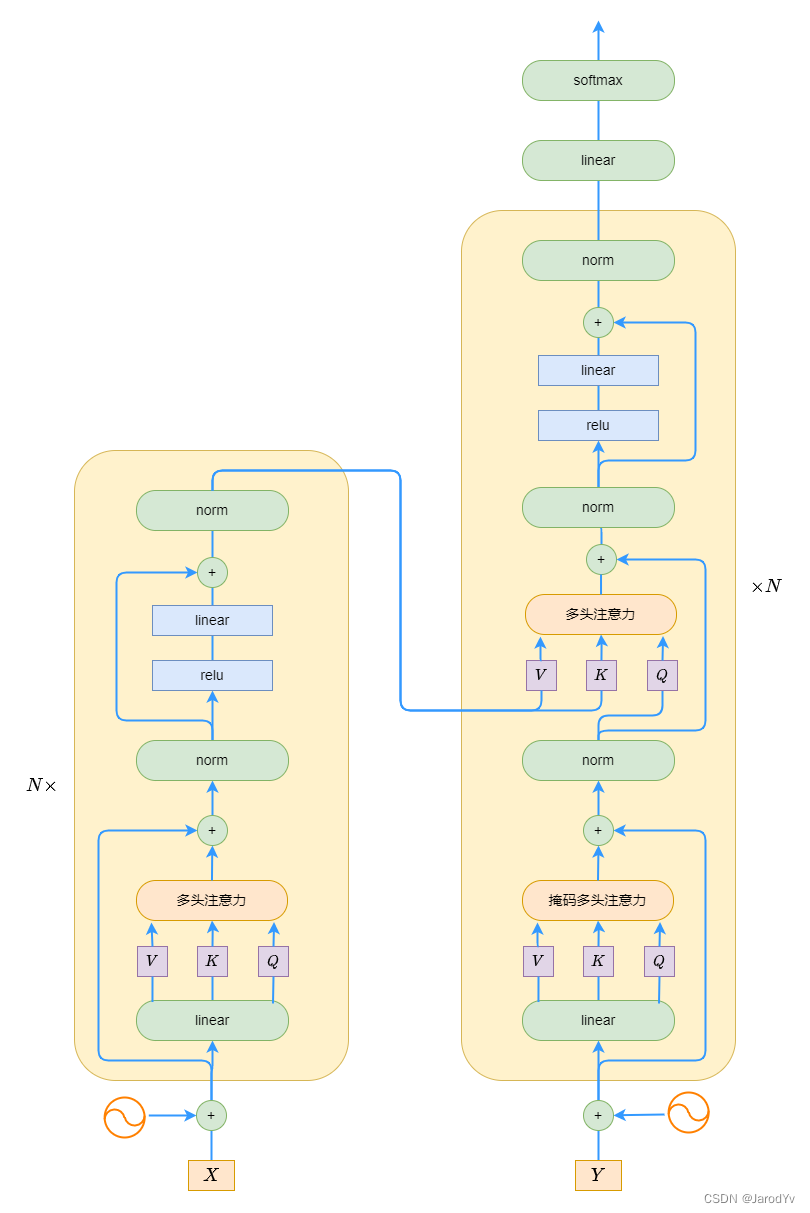 softmax
linear
norm
+
linear
relu
norm
+
多头注意力
V K Q
norm
+
掩码多头注意力
V K Q
linear
+
Y
×N
norm
+
linear
relu
norm
+
多头注意力
V K Q
linear
+
X
N×
CSDN @JarodYv